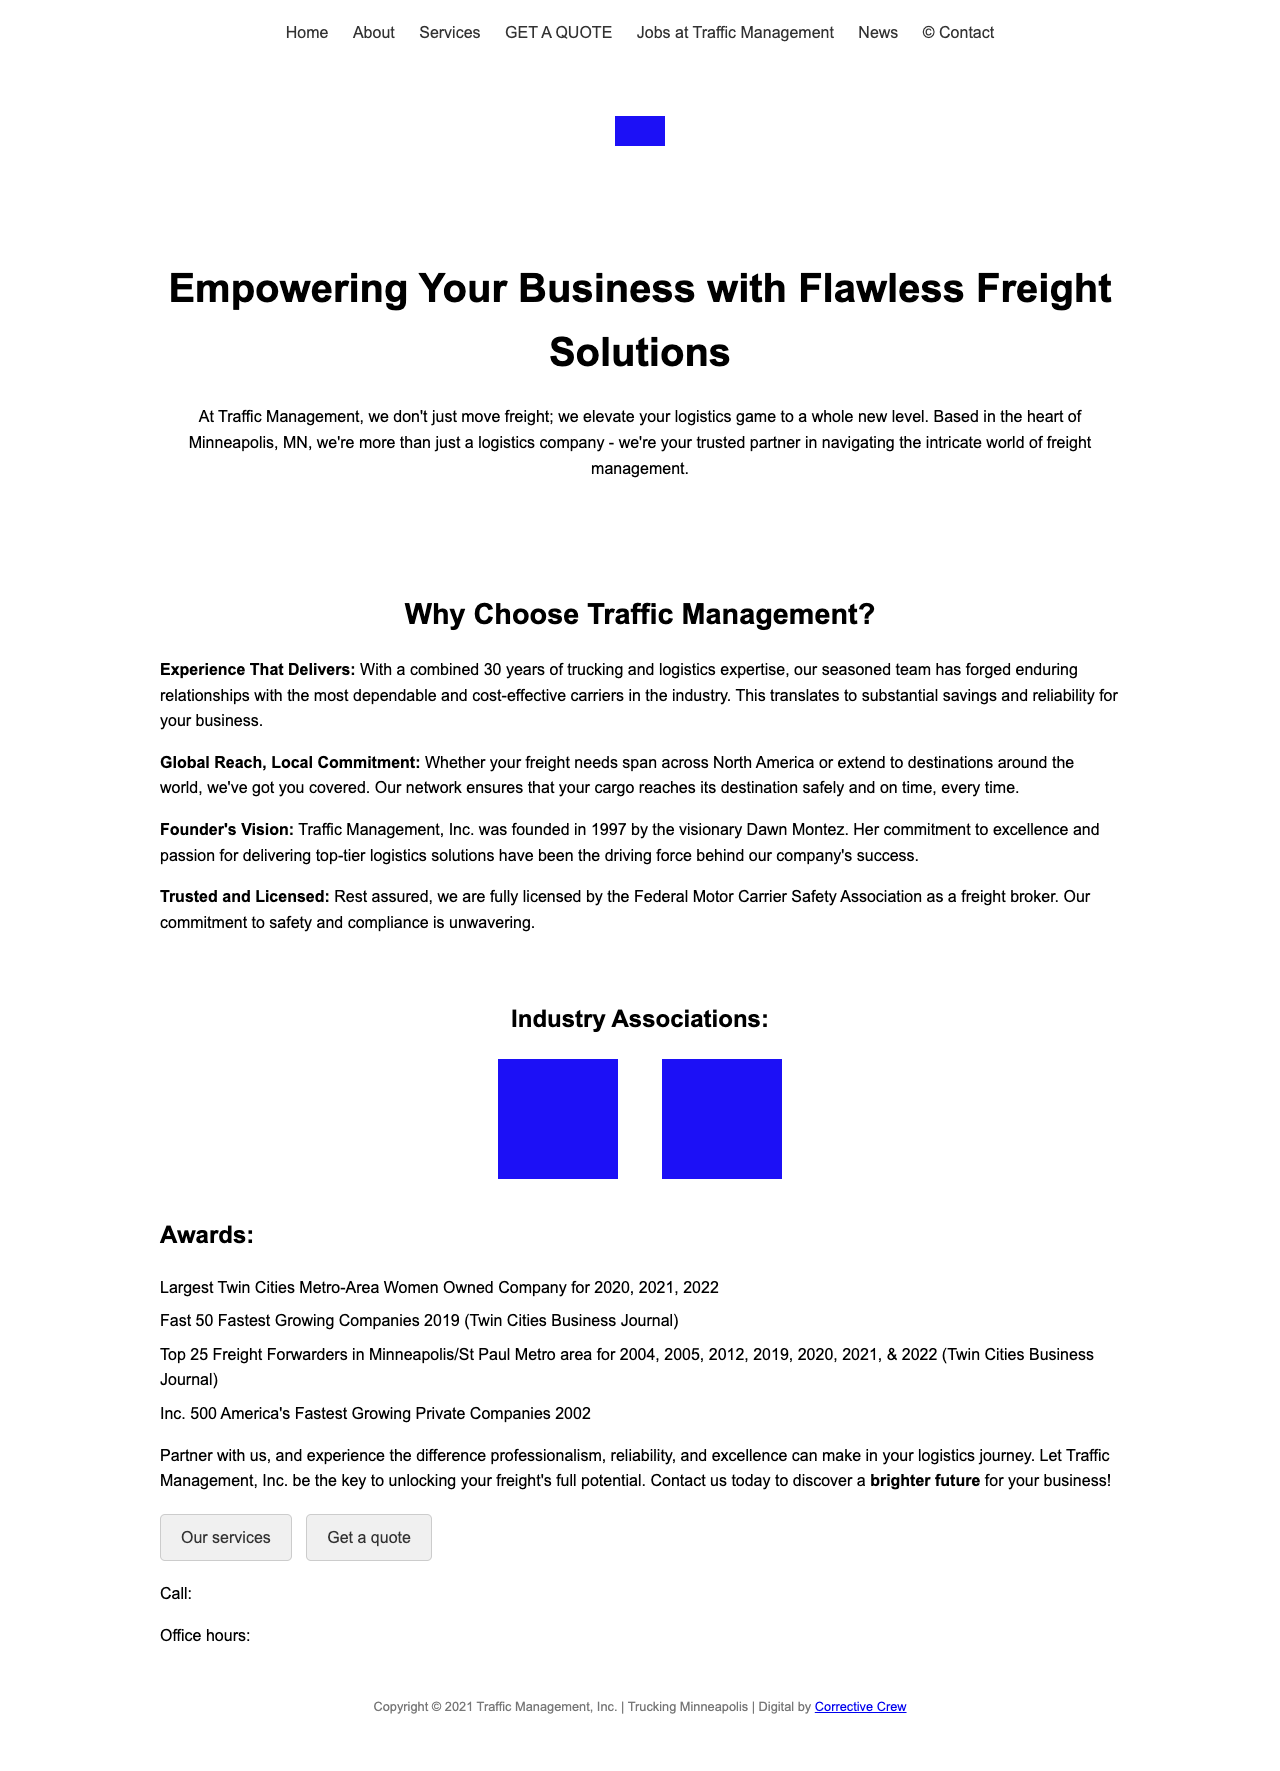 Home About Services GET A QUOTE Jobs at Traffic Management News © Contact
Empowering Your Business with Flawless Freight
Solutions
At Traffic Management, we don't just move freight; we elevate your logistics game to a whole new level. Based in the heart of
Minneapolis, MN, we're more than just a logistics company - we're your trusted partner in navigating the intricate world of freight
management.
Why Choose Traffic Management?
Experience That Delivers: With a combined 30 years of trucking and logistics expertise, our seasoned team has forged enduring
relationships with the most dependable and cost-effective carriers in the industry. This translates to substantial savings and reliability for
your business.
Global Reach, Local Commitment: Whether your freight needs span across North America or extend to destinations around the
world, we've got you covered. Our network ensures that your cargo reaches its destination safely and on time, every time.
Founder's Vision: Traffic Management, Inc. was founded in 1997 by the visionary Dawn Montez. Her commitment to excellence and
passion for delivering top-tier logistics solutions have been the driving force behind our company's success.
Trusted and Licensed: Rest assured, we are fully licensed by the Federal Motor Carrier Safety Association as a freight broker. Our
commitment to safety and compliance is unwavering.
Industry Associations:
Awards:
Largest Twin Cities Metro-Area Women Owned Company for 2020, 2021, 2022
Fast 50 Fastest Growing Companies 2019 (Twin Cities Business Journal)
Top 25 Freight Forwarders in Minneapolis/St Paul Metro area for 2004, 2005, 2012, 2019, 2020, 2021, & 2022 (Twin Cities Business
Journal)
Inc. 500 America's Fastest Growing Private Companies 2002
Partner with us, and experience the difference professionalism, reliability, and excellence can make in your logistics journey. Let Traffic
Management, Inc. be the key to unlocking your freight's full potential. Contact us today to discover a brighter future for your business!
Our services Get a quote
Call:
Office hours:
Copyright © 2021 Traffic Management, Inc. | Trucking Minneapolis | Digital by Corrective Crew